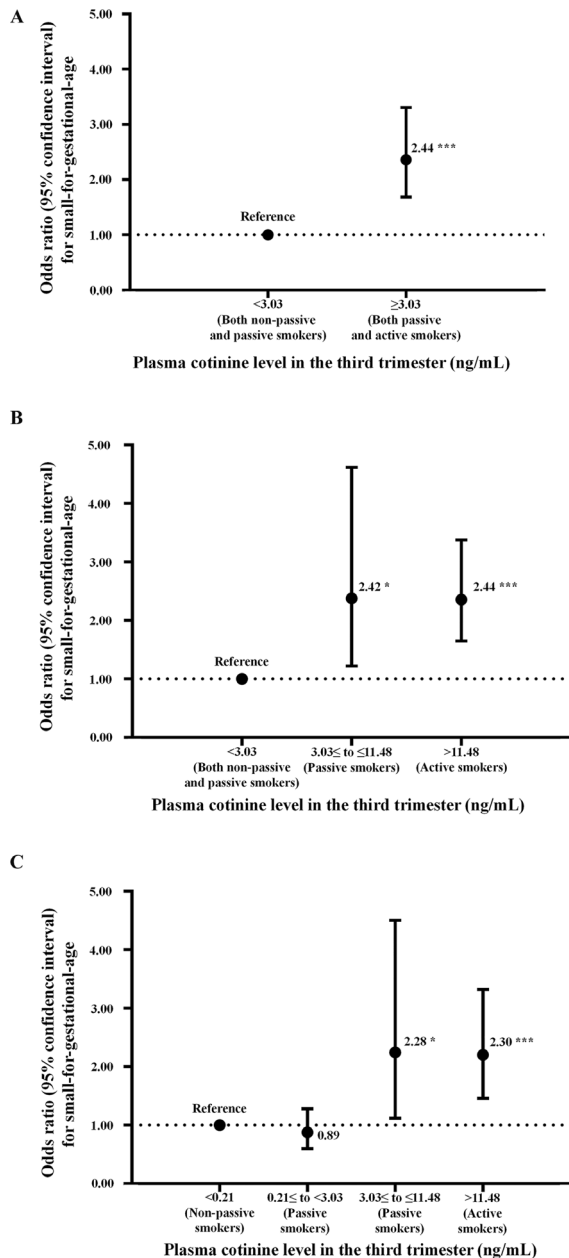 A
Odds ratio (95% confidence interval)
for small-for-gestational-age
5.00
4.00
3.00
2.00
1.00
0.00
2.44 ***
Reference
<3.03
(Both non-passive
and passive smokers)
≥3.03
(Both passive
and active smokers)
Plasma cotinine level in the third trimester (ng/mL)
B
Odds ratio (95% confidence interval)
for small-for-gestational-age
5.00
4.00
3.00
2.00
1.00
0.00
2.42 *
2.44 ***
Reference
<3.03
(Both non-passive
and passive smokers)
3.03≤ to ≤11.48
(Passive smokers)
>11.48
(Active smokers)
Plasma cotinine level in the third trimester (ng/mL)
C
Odds ratio (95% confidence interval)
for small-for-gestational-age
5.00
4.00
3.00
2.00
1.00
0.00
2.28 *
2.30 ***
Reference
0.89
<0.21
(Non-passive
smokers)
0.21≤ to <3.03
(Passive
smokers)
3.03≤ to ≤11.48
(Passive
smokers)
>11.48
(Active
smokers)
Plasma cotinine level in the third trimester (ng/mL)